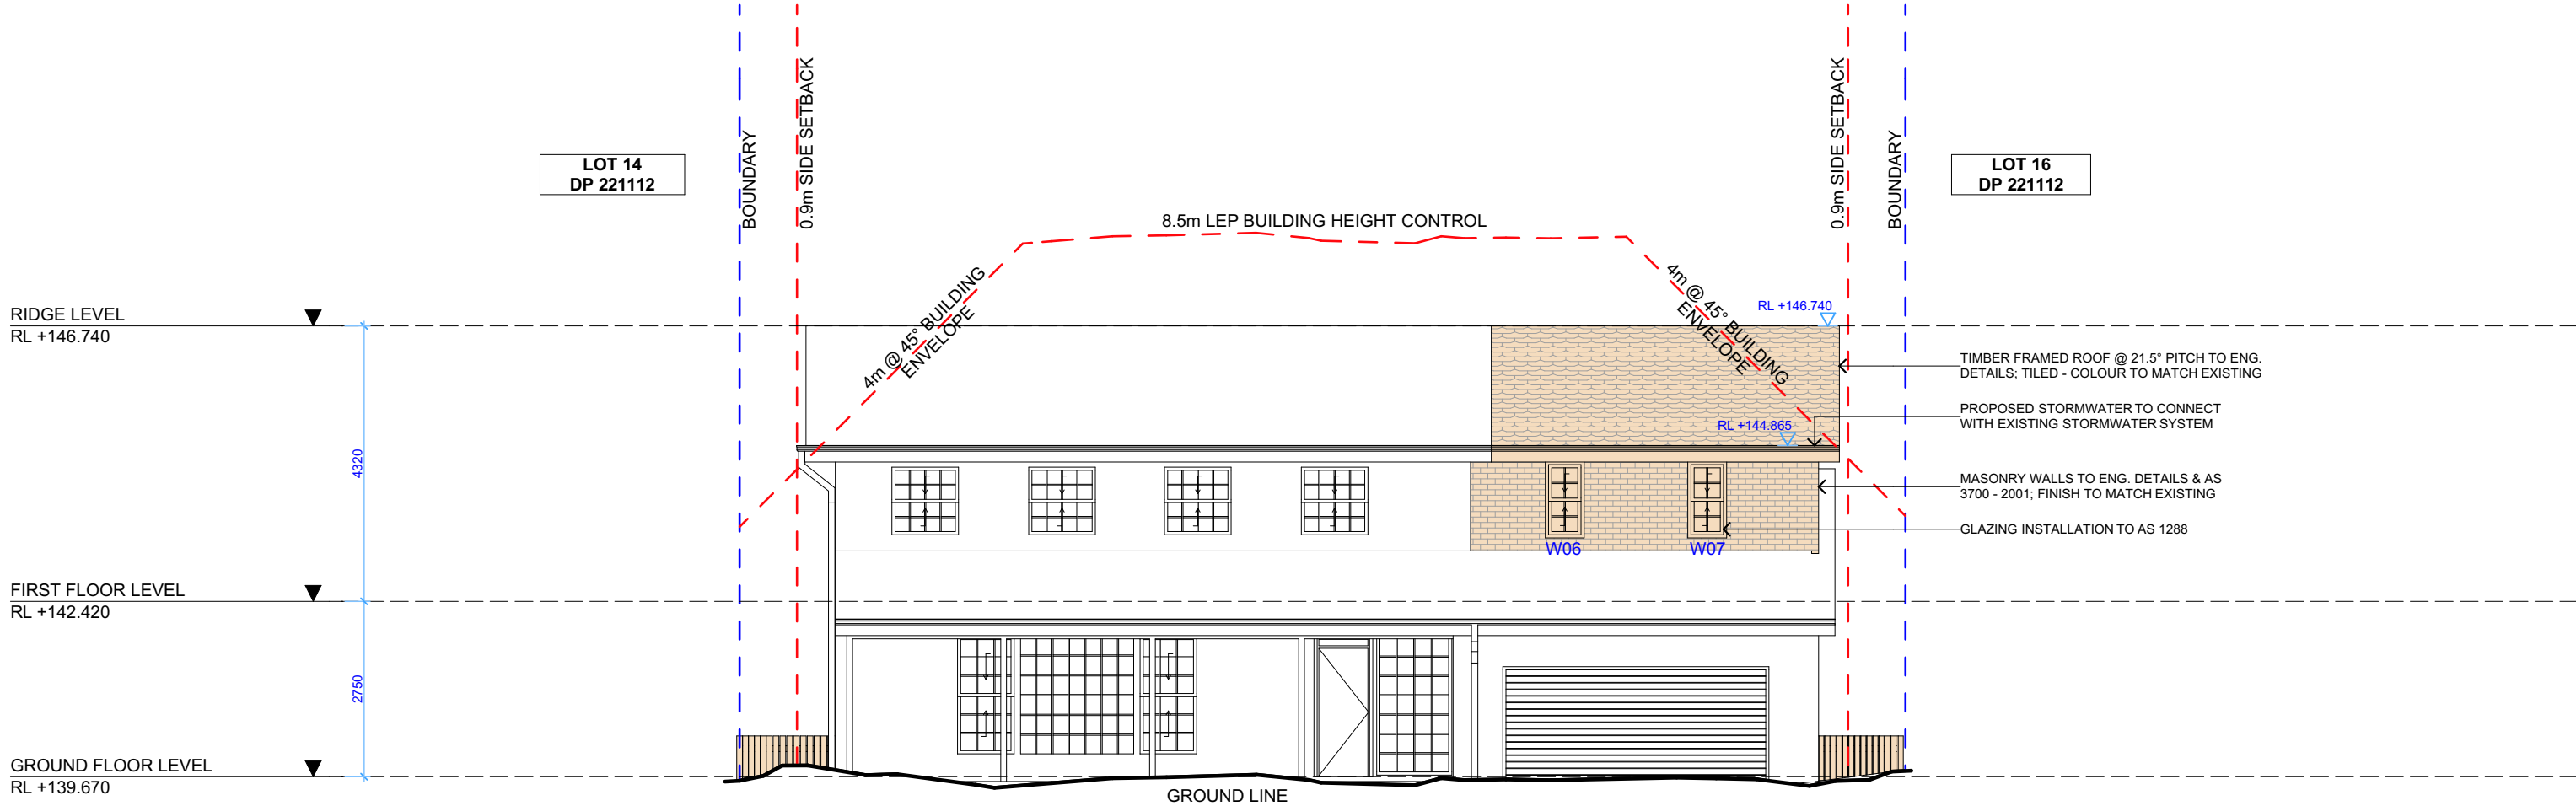 LOT 14
DP 221112
BOUNDARY
0.9m SIDE SETBACK
8.5m LEP BUILDING HEIGHT CONTROL
0.9m SIDE SETBACK
BOUNDARY
LOT 16
DP 221112
4m @ 45° BUILDING
ENVELOPE
4m @ 45° BUILDING
ENVELOPE
RL +146.740
RIDGE LEVEL
RL +146.740
TIMBER FRAMED ROOF @ 21.5° PITCH TO ENG.
DETAILS; TILED - COLOUR TO MATCH EXISTING
PROPOSED STORMWATER TO CONNECT
WITH EXISTING STORMWATER SYSTEM
RL +144.865
4320
MASONRY WALLS TO ENG. DETAILS & AS
3700 - 2001; FINISH TO MATCH EXISTING
GLAZING INSTALLATION TO AS 1288
W06
W07
FIRST FLOOR LEVEL
RL +142.420
2750
GROUND FLOOR LEVEL
RL +139.670
GROUND LINE